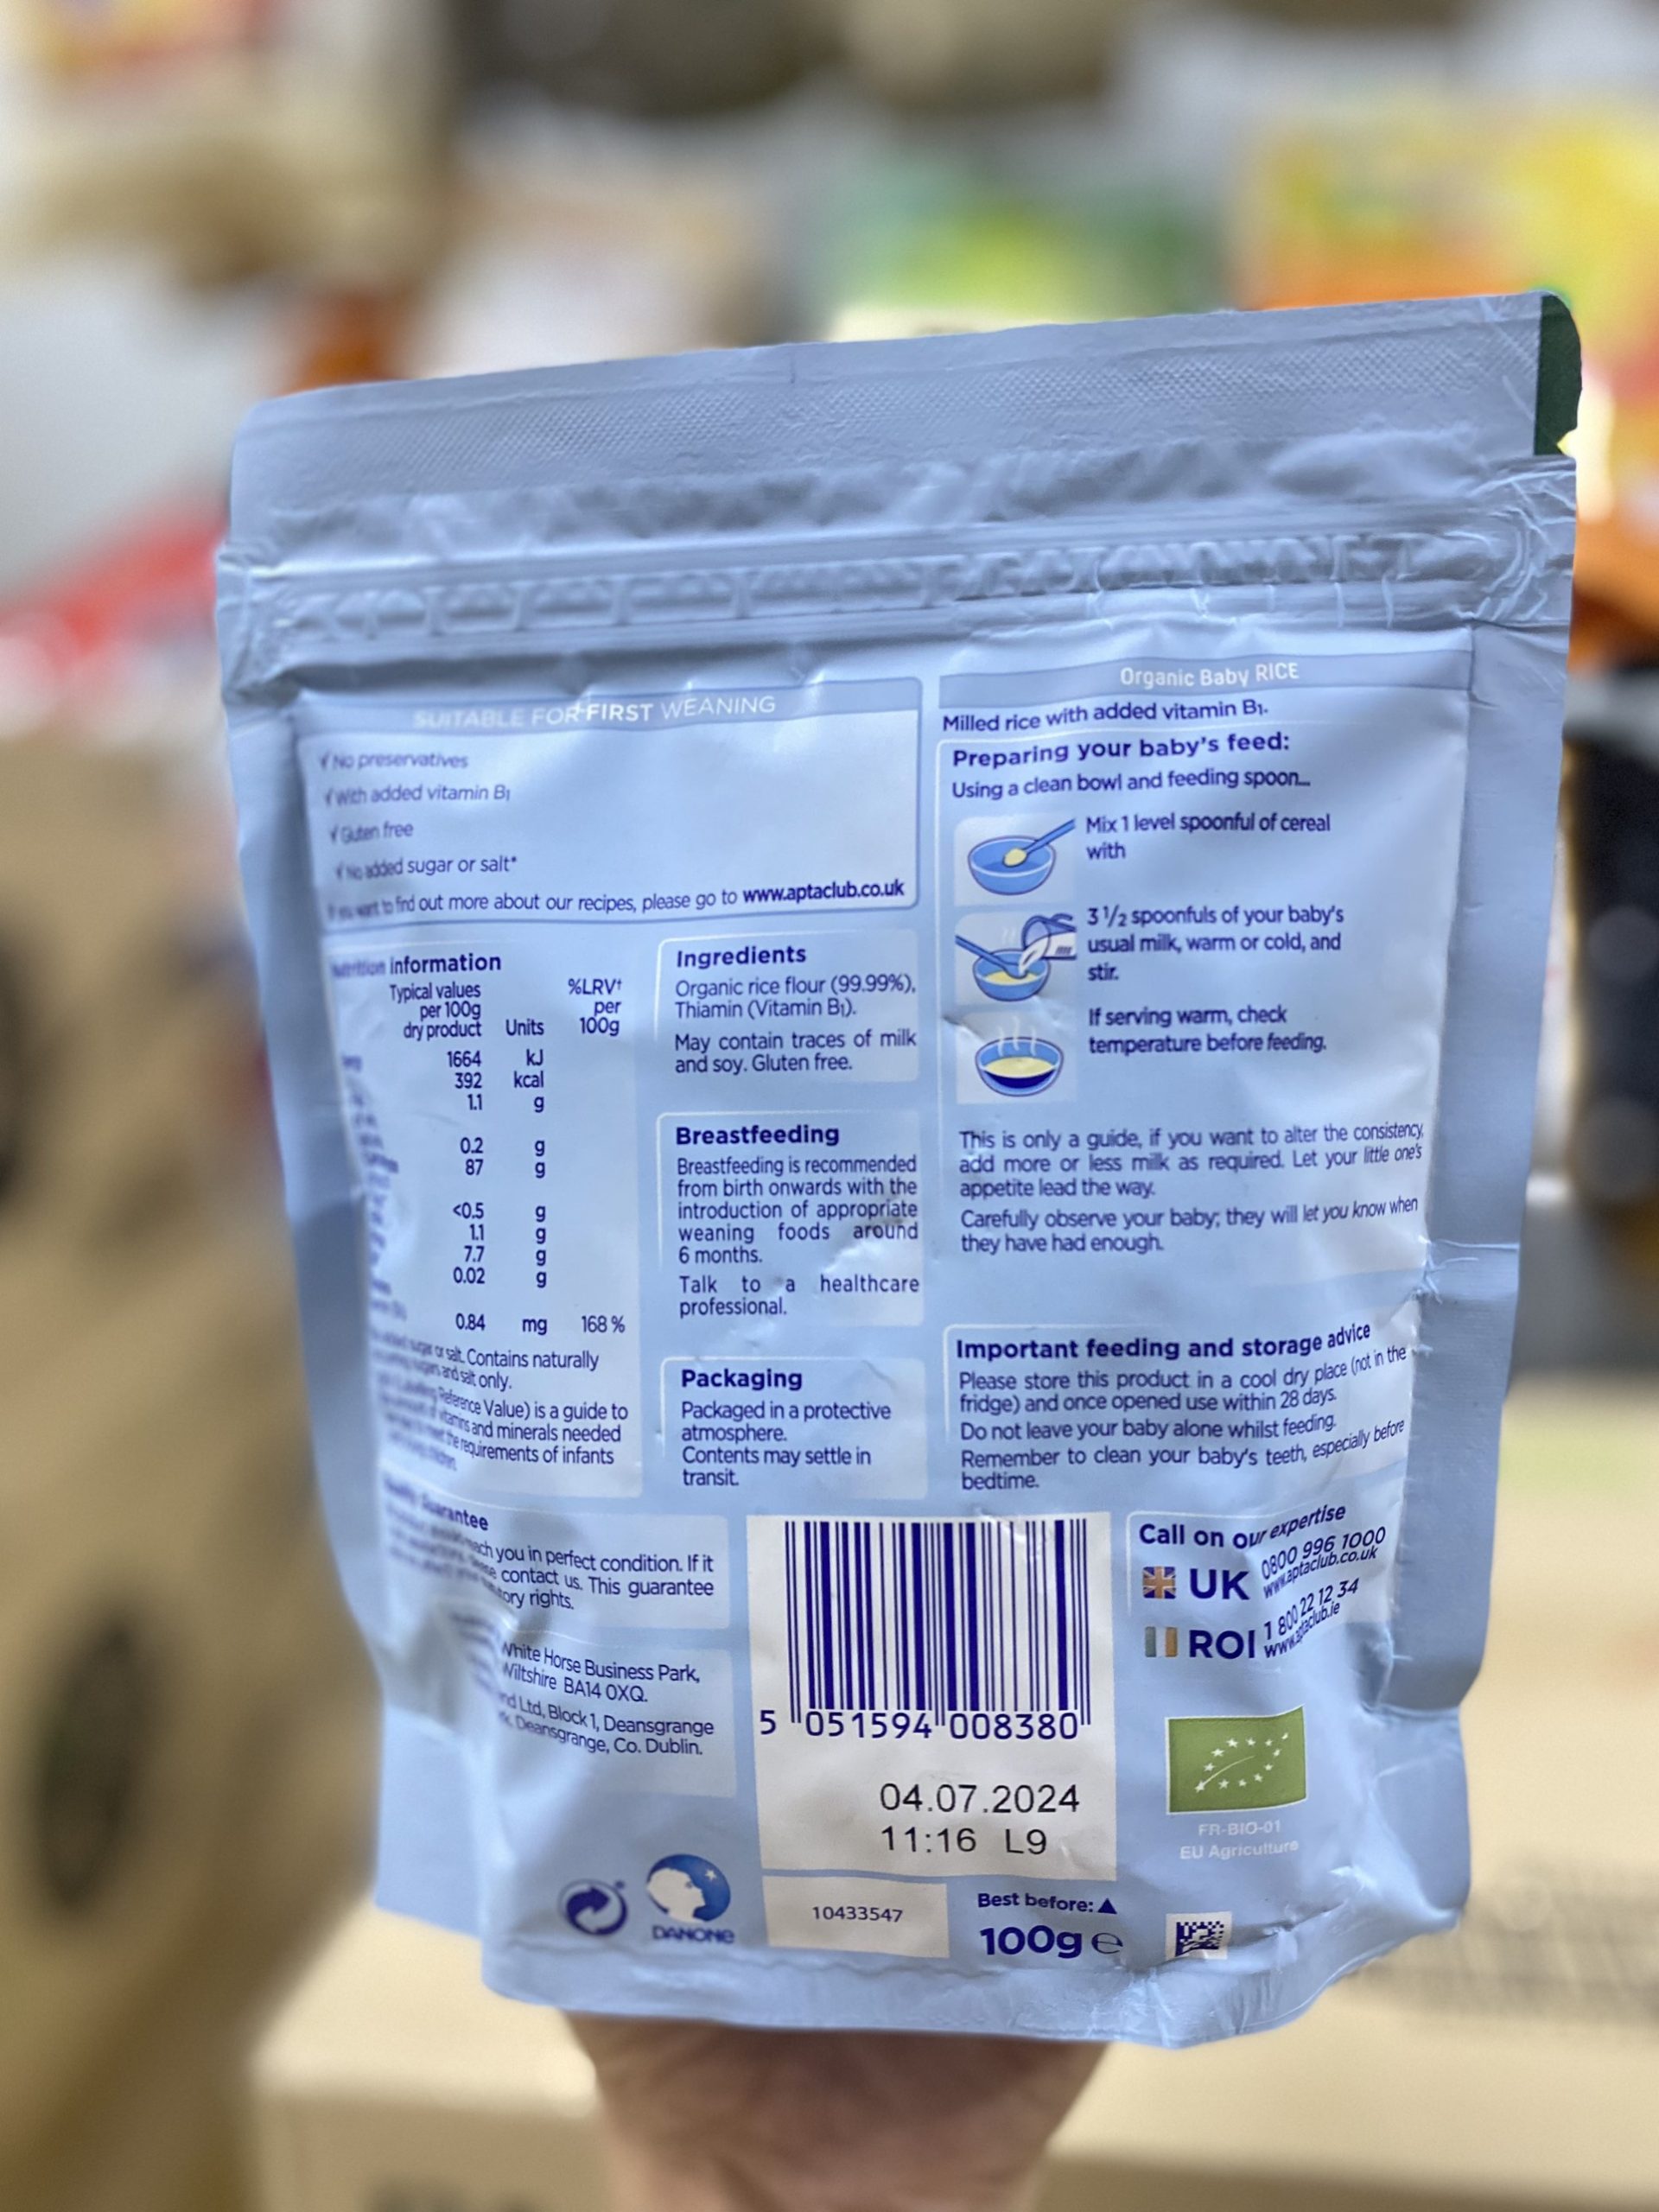 SUITABLE FOR FIRST WEANING
√ No preservatives
√ With added vitamin B₁
√ Gluten free
√ No added sugar or salt*
If you want to find out more about our recipes, please go to www.aptaclub.co.uk
Nutrition information
Typical values
per 100g
dry product Units
%LRV†
per
100g
1664 kJ
392 kcal
1.1 g
0.2 g
87 g
<0.5 g
1.1 g
7.7 g
0.02 g
0.84 mg 168 %
sugar or salt. Contains naturally
sugars and salt only.
Reference Value) is a guide to
vitamins and minerals needed
the requirements of infants
Guarantee
you in perfect condition. If it
contact us. This guarantee
rights.
White Horse Business Park,
Wiltshire BA14 0XQ.
Ltd, Block 1, Deansgrange
Deansgrange, Co. Dublin.
Ingredients
Organic rice flour (99.99%),
Thiamin (Vitamin B₁).
May contain traces of milk
and soy. Gluten free.
Breastfeeding
Breastfeeding is recommended
from birth onwards with the
introduction of appropriate
weaning foods around
6 months.
Talk to a healthcare
professional.
Packaging
Packaged in a protective
atmosphere.
Contents may settle in
transit.
Organic Baby RICE
Milled rice with added vitamin B₁.
Preparing your baby's feed:
Using a clean bowl and feeding spoon...
Mix 1 level spoonful of cereal
with
3 1/2 spoonfuls of your baby's
usual milk, warm or cold, and
stir.
If serving warm, check
temperature before feeding.
This is only a guide, if you want to alter the consistency,
add more or less milk as required. Let your little one's
appetite lead the way.
Carefully observe your baby; they will let you know when
they have had enough.
Important feeding and storage advice
Please store this product in a cool dry place (not in the
fridge) and once opened use within 28 days.
Do not leave your baby alone whilst feeding.
Remember to clean your baby's teeth, especially before
bedtime.
Call on our expertise
UK 0800 996 1000
www.aptaclub.co.uk
ROI 1 800 22 12 34
www.aptaclub.ie
5 051594 008380
04.07.2024
11:16 L9
FR-BIO-01
EU Agriculture
DANONE
10433547
Best before: ▲
100g e